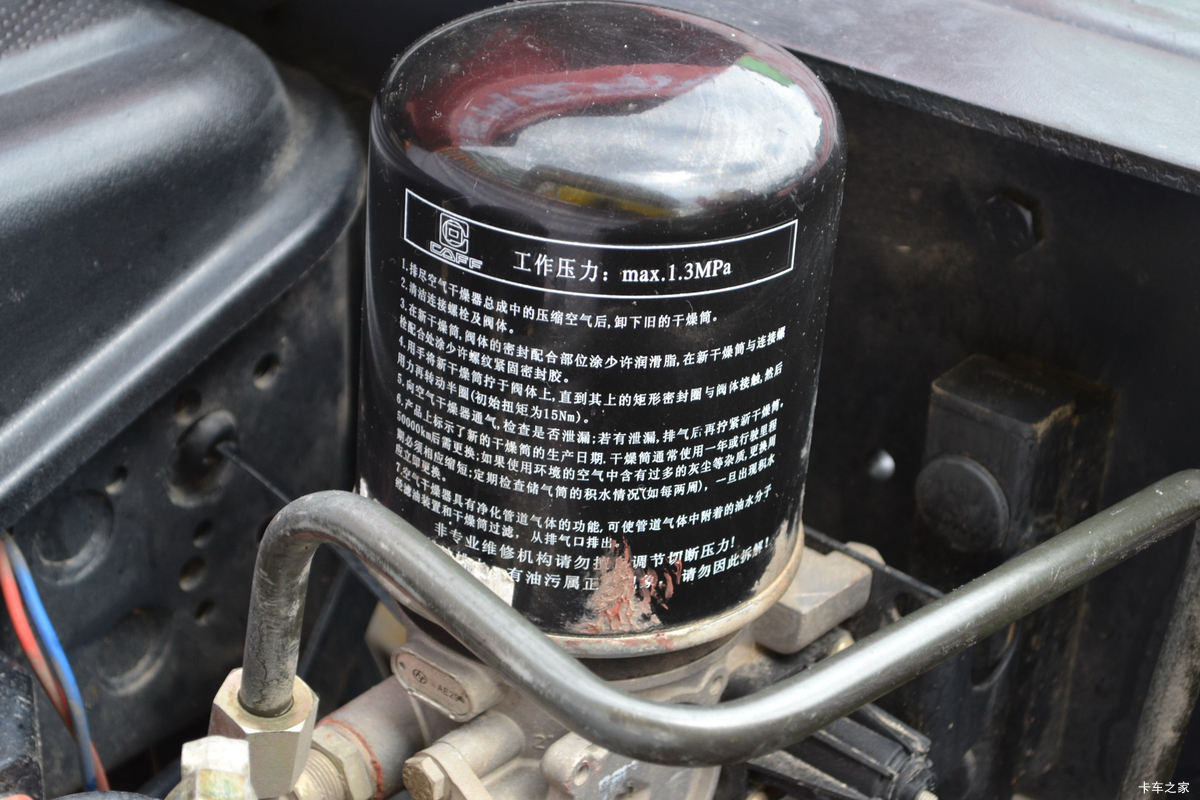 CAFF
工作压力：max.1.3MPa
1.排尽空气干燥器总成中的压缩空气后,卸下旧的干燥筒。
2.清洁连接螺栓及阀体。
3.在新干燥筒,阀体的密封配合部位涂少许润滑脂,在新干燥筒与连接螺
栓配合处涂少许螺纹紧固密封胶。
4.用手将新干燥筒拧于阀体上,直到其上的矩形密封圈与阀体接触,然后
用力再转动半圈(初始扭矩为15Nm)。
5.向空气干燥器通气,检查是否泄漏;若有泄漏,排气后再拧紧新干燥筒。
6.产品上标示了新的干燥筒的生产日期.干燥筒通常使用一年或行驶里程
50000km后需更换;如果使用环境的空气中含有过多的灰尘等杂质,更换周
期必须相应缩短;定期检查储气筒的积水情况(如每两周)，一旦出现积水
应立即更换。
7.空气干燥器具有净化管道气体的功能,可使管道气体中附着的油水分子
经滤油装置和干燥筒过滤，从排气口排出
非专业维修机构请勿 调节切断压力!
有油污属正 请勿因此拆解!
卡车之家